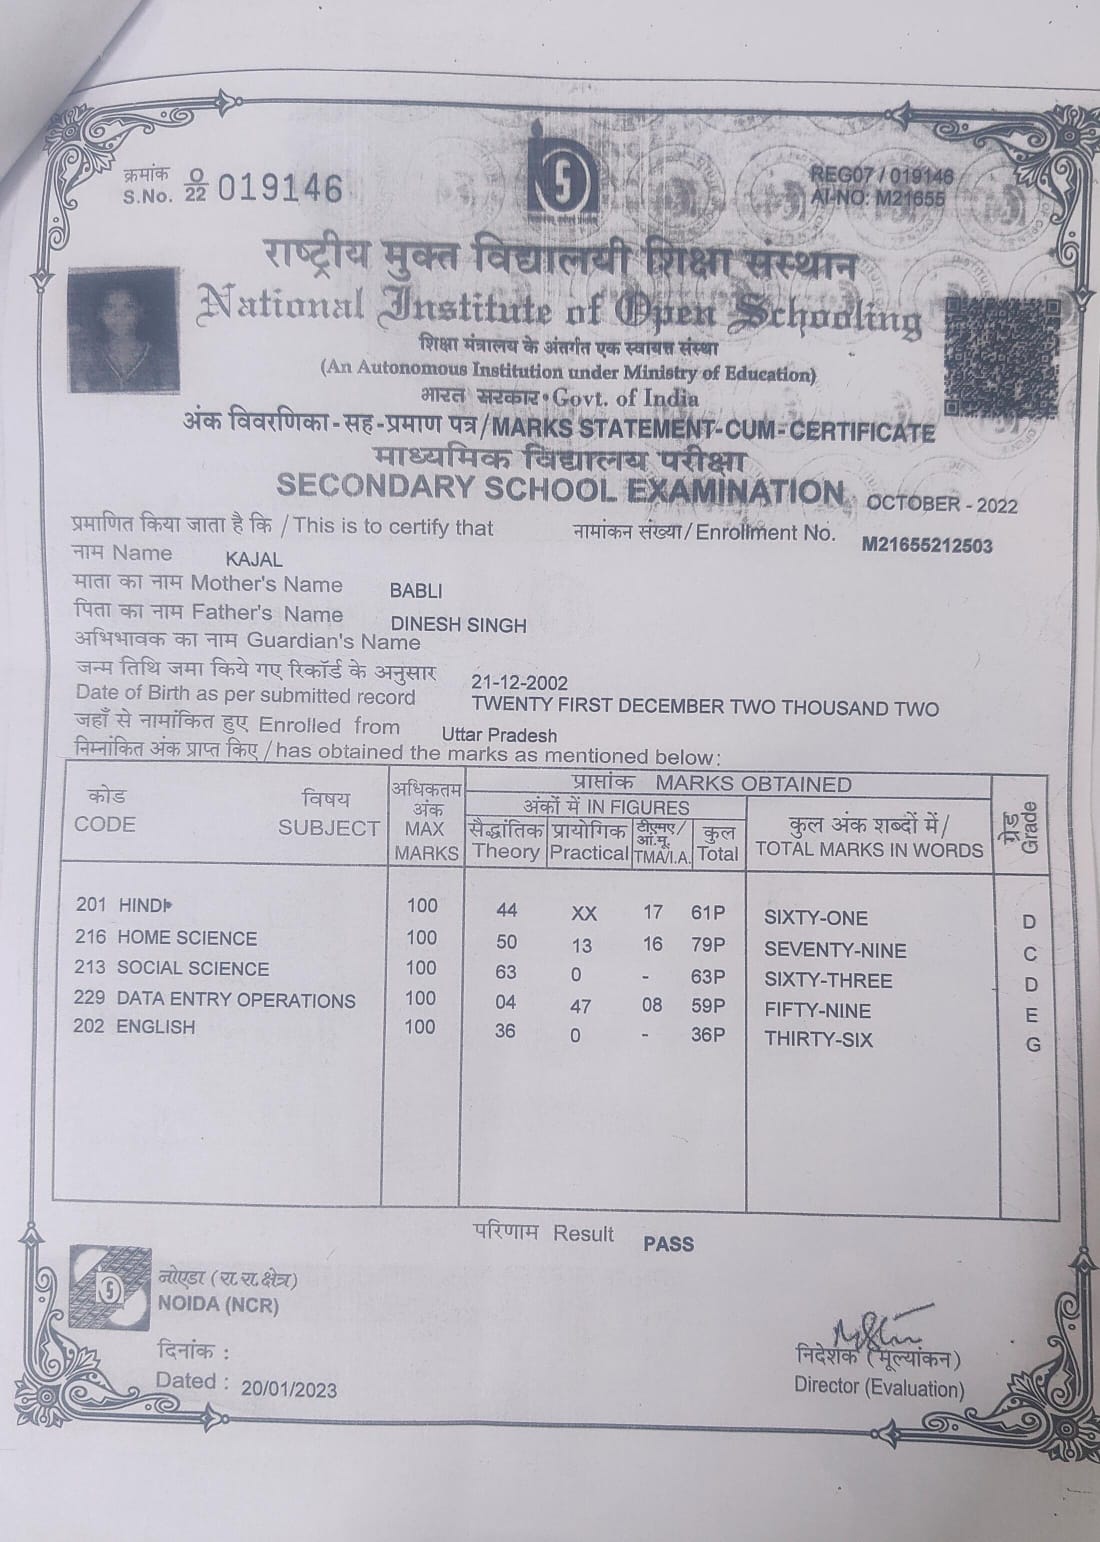 क्रमांक
S.No. O/22 019146
REG07 / 019146
AI-NO: M21655
राष्ट्रीय मुक्त विद्यालयी शिक्षा संस्थान
National Institute of Open Schooling
शिक्षा मंत्रालय के अंतर्गत एक स्वायत्त संस्था
(An Autonomous Institution under Ministry of Education)
भारत सरकार • Govt. of India
अंक विवरणिका - सह - प्रमाण पत्र / MARKS STATEMENT-CUM-CERTIFICATE
माध्यमिक विद्यालय परीक्षा
SECONDARY SCHOOL EXAMINATION OCTOBER - 2022
प्रमाणित किया जाता है कि / This is to certify that नामांकन संख्या / Enrollment No. M21655212503
नाम Name KAJAL
माता का नाम Mother's Name BABLI
पिता का नाम Father's Name DINESH SINGH
अभिभावक का नाम Guardian's Name
जन्म तिथि जमा किये गए रिकॉर्ड के अनुसार 21-12-2002
Date of Birth as per submitted record TWENTY FIRST DECEMBER TWO THOUSAND TWO
जहाँ से नामांकित हुए Enrolled from Uttar Pradesh
निम्नांकित अंक प्राप्त किए / has obtained the marks as mentioned below:
कोड
CODE
विषय
SUBJECT
अधिकतम
अंक
MAX
MARKS
प्राप्तांक MARKS OBTAINED
अंकों में IN FIGURES
सैद्धांतिक
Theory
प्रायोगिक
Practical
टीएमए/
आ.मू.
TMA/I.A.
कुल
Total
कुल अंक शब्दों में/
TOTAL MARKS IN WORDS
ग्रेड
Grade
201 HINDI 100 44 XX 17 61P SIXTY-ONE D
216 HOME SCIENCE 100 50 13 16 79P SEVENTY-NINE C
213 SOCIAL SCIENCE 100 63 0 - 63P SIXTY-THREE D
229 DATA ENTRY OPERATIONS 100 04 47 08 59P FIFTY-NINE E
202 ENGLISH 100 36 0 - 36P THIRTY-SIX G
परिणाम Result PASS
नोएडा (रा.रा.क्षेत्र)
NOIDA (NCR)
दिनांक :
Dated : 20/01/2023
निदेशक (मूल्यांकन)
Director (Evaluation)